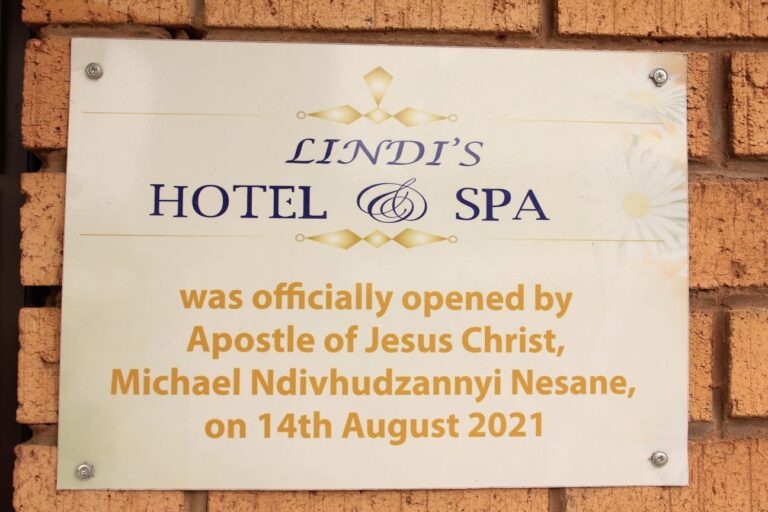 LINDI'S
HOTEL & SPA
was officially opened by
Apostle of Jesus Christ,
Michael Ndivhudzannyi Nesane,
on 14th August 2021